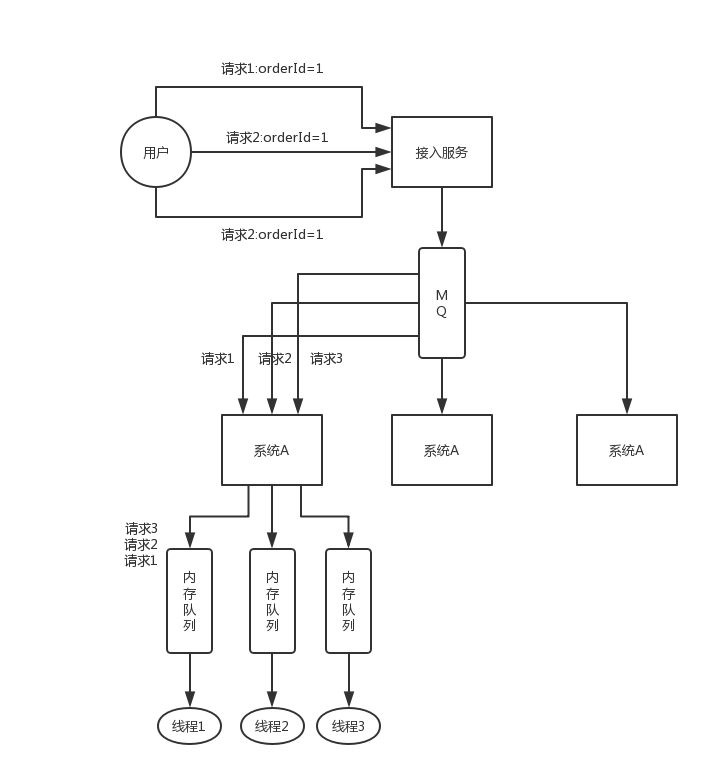 请求1:orderId=1
请求2:orderId=1
用户
接入服务
请求2:orderId=1
M
Q
请求1
请求2
请求3
系统A
系统A
系统A
请求3
请求2
请求1
内
存
队
列
内
存
队
列
内
存
队
列
线程1
线程2
线程3